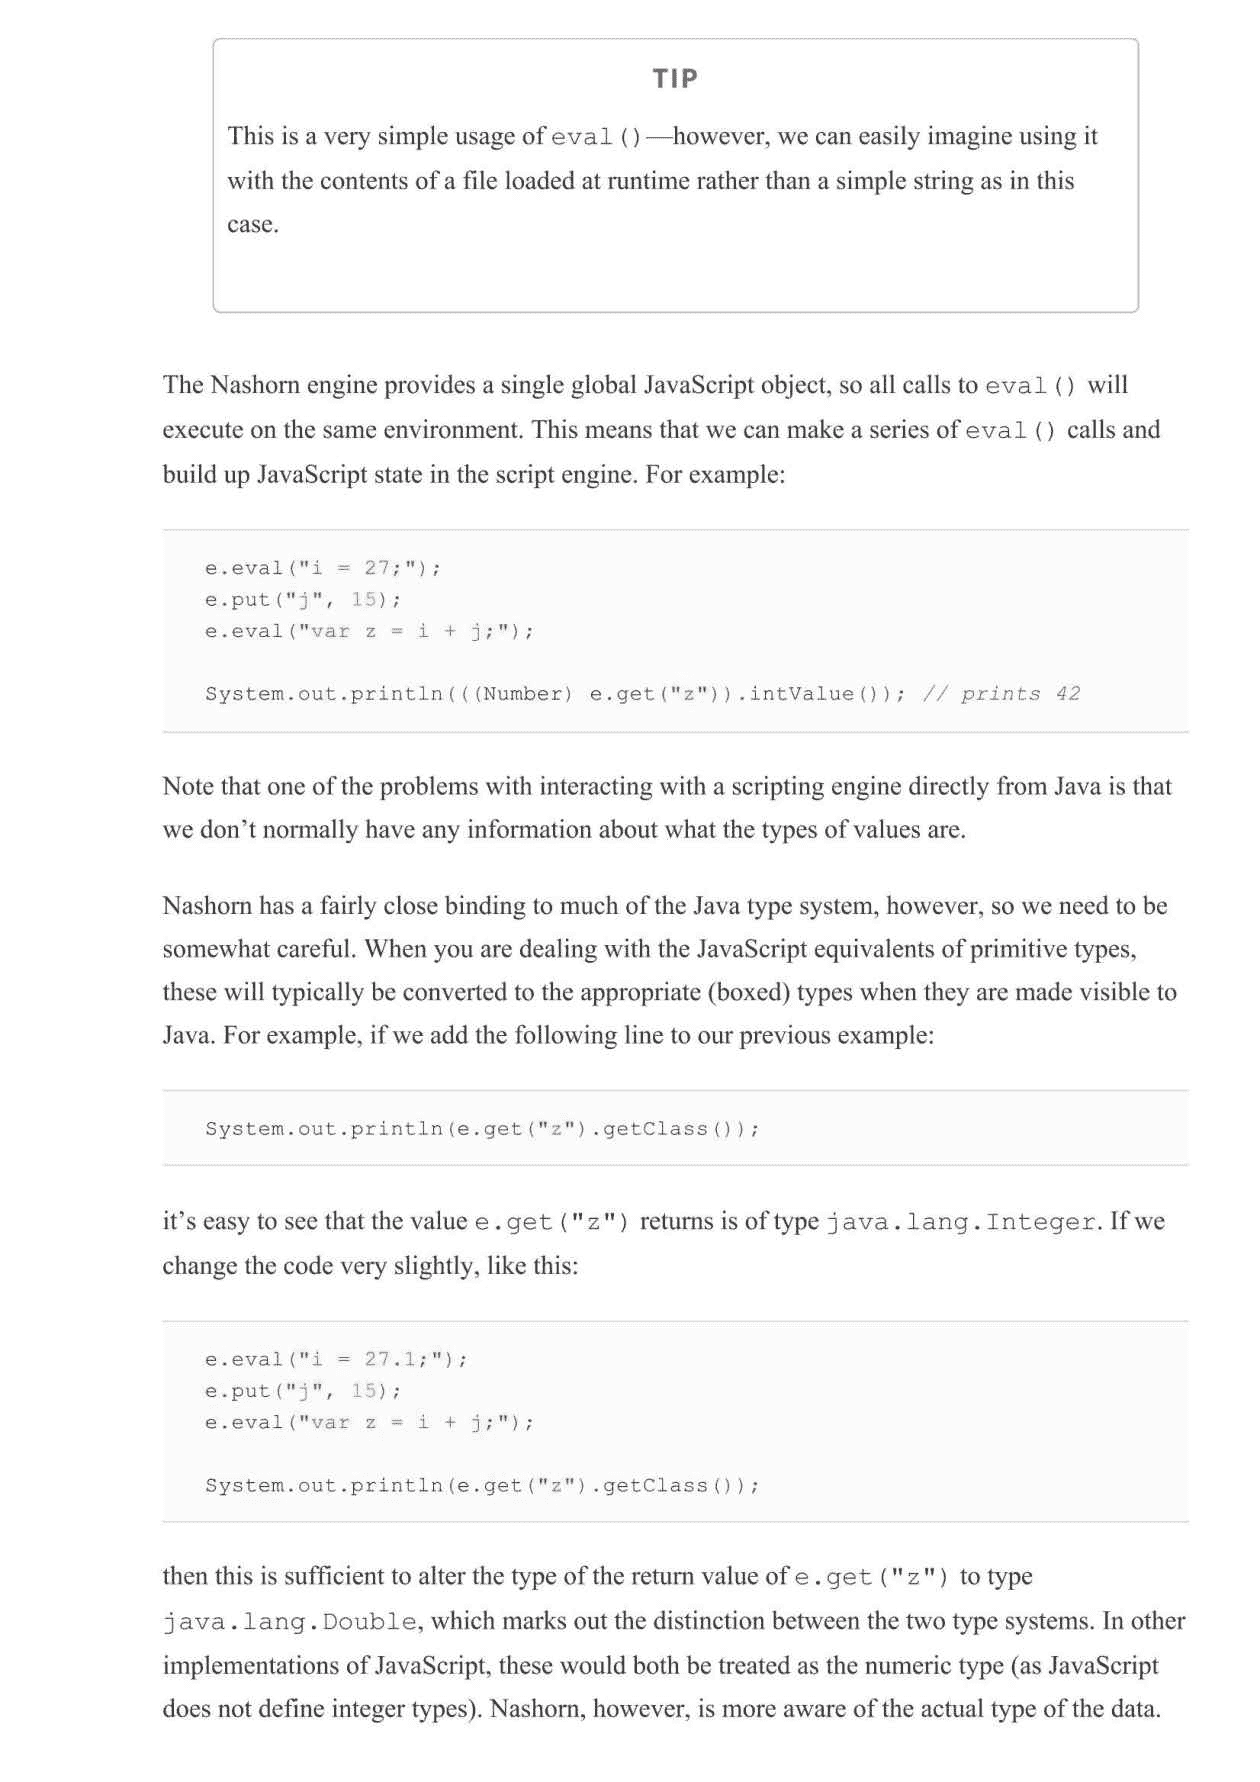 TIP
This is a very simple usage of eval()—however, we can easily imagine using it
with the contents of a file loaded at runtime rather than a simple string as in this
case.
The Nashorn engine provides a single global JavaScript object, so all calls to eval() will
execute on the same environment. This means that we can make a series of eval() calls and
build up JavaScript state in the script engine. For example:
e.eval("i = 27;");
e.put("j", 15);
e.eval("var z = i + j;");
System.out.println(((Number) e.get("z")).intValue()); // prints 42
Note that one of the problems with interacting with a scripting engine directly from Java is that
we don’t normally have any information about what the types of values are.
Nashorn has a fairly close binding to much of the Java type system, however, so we need to be
somewhat careful. When you are dealing with the JavaScript equivalents of primitive types,
these will typically be converted to the appropriate (boxed) types when they are made visible to
Java. For example, if we add the following line to our previous example:
System.out.println(e.get("z").getClass());
it’s easy to see that the value e.get("z") returns is of type java.lang.Integer. If we
change the code very slightly, like this:
e.eval("i = 27.1;");
e.put("j", 15);
e.eval("var z = i + j;");
System.out.println(e.get("z").getClass());
then this is sufficient to alter the type of the return value of e.get("z") to type
java.lang.Double, which marks out the distinction between the two type systems. In other
implementations of JavaScript, these would both be treated as the numeric type (as JavaScript
does not define integer types). Nashorn, however, is more aware of the actual type of the data.